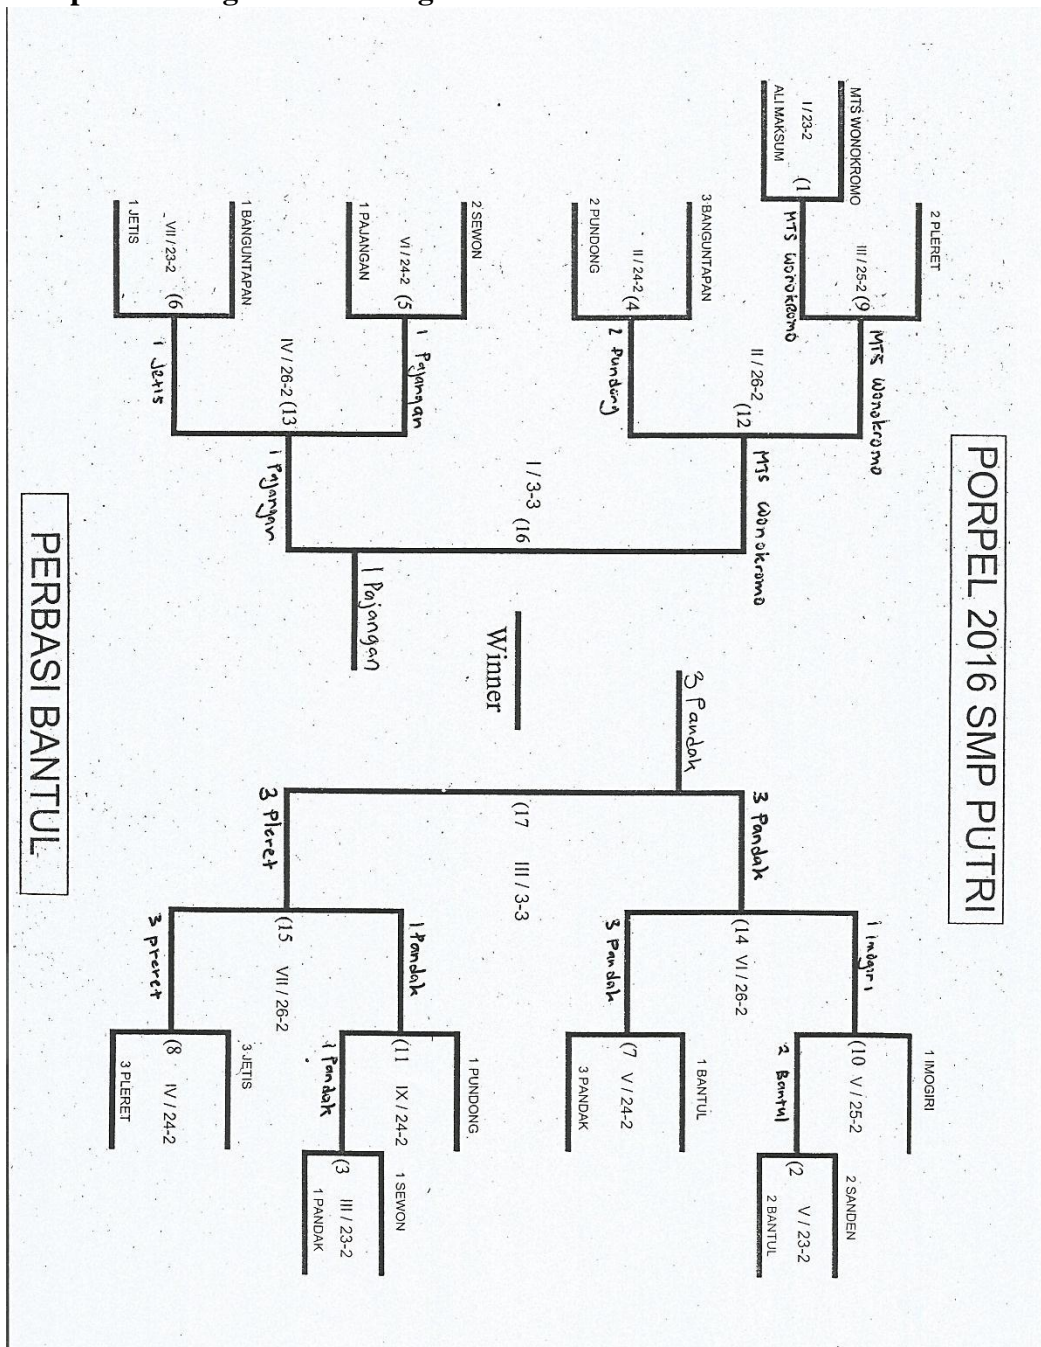 PORPEL 2016 SMP PUTRI
MTS WONOKROMO
I / 23-2
(1
ALI MAKSUM
MTS Wonokromo
2 PLERET
III / 25-2 (9
MTS Wonokromo
3 BANGUNTAPAN
II / 24-2 (4
2 PUNDONG
2 Pundong
II / 26-2 (12
MTS Wonokromo
2 SEWON
VI / 24-2 (5
1 PAJANGAN
1 Pajangan
1 BANGUNTAPAN
VII / 23-2 (6
1 JETIS
1 Jetis
IV / 26-2 (13
1 Pajangan
I / 3-3 (16
1 Pajangan
Winner
3 Pandak
(17 III / 3-3
3 Pandak
(14 VI / 26-2
1 imogiri
(10 V / 25-2
1 IMOGIRI
2 Bantul
(2 V / 23-2
2 SANDEN
2 BANTUL
3 Pandak
(7 V / 24-2
1 BANTUL
3 PANDAK
3 Pleret
(15 VII / 26-2
1 Pandak
(11 IX / 24-2
1 PUNDONG
1 Pandak
(3 III / 23-2
1 SEWON
1 PANDAK
3 preret
(8 IV / 24-2
3 JETIS
3 PLERET
PERBASI BANTUL